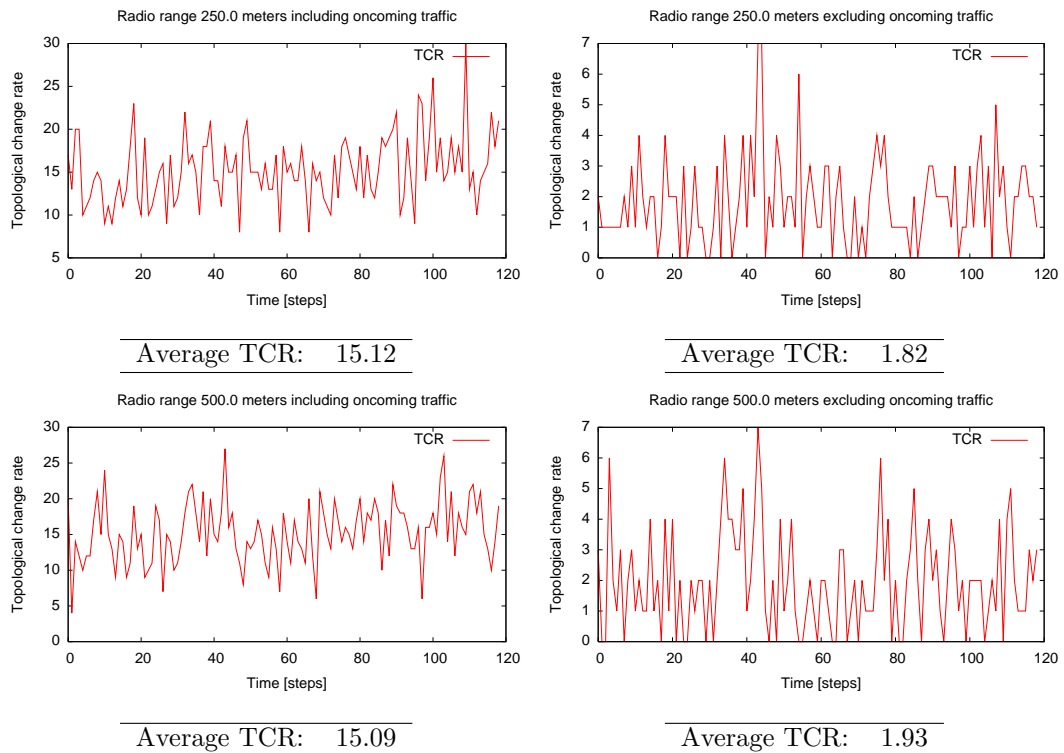 Radio range 250.0 meters including oncoming traffic
30
25
20
15
10
5
Topological change rate
TCR
0 20 40 60 80 100 120
Time [steps]
Average TCR: 15.12
Radio range 250.0 meters excluding oncoming traffic
7
6
5
4
3
2
1
0
Topological change rate
TCR
0 20 40 60 80 100 120
Time [steps]
Average TCR: 1.82
Radio range 500.0 meters including oncoming traffic
30
25
20
15
10
5
0
Topological change rate
TCR
0 20 40 60 80 100 120
Time [steps]
Average TCR: 15.09
Radio range 500.0 meters excluding oncoming traffic
7
6
5
4
3
2
1
0
Topological change rate
TCR
0 20 40 60 80 100 120
Time [steps]
Average TCR: 1.93